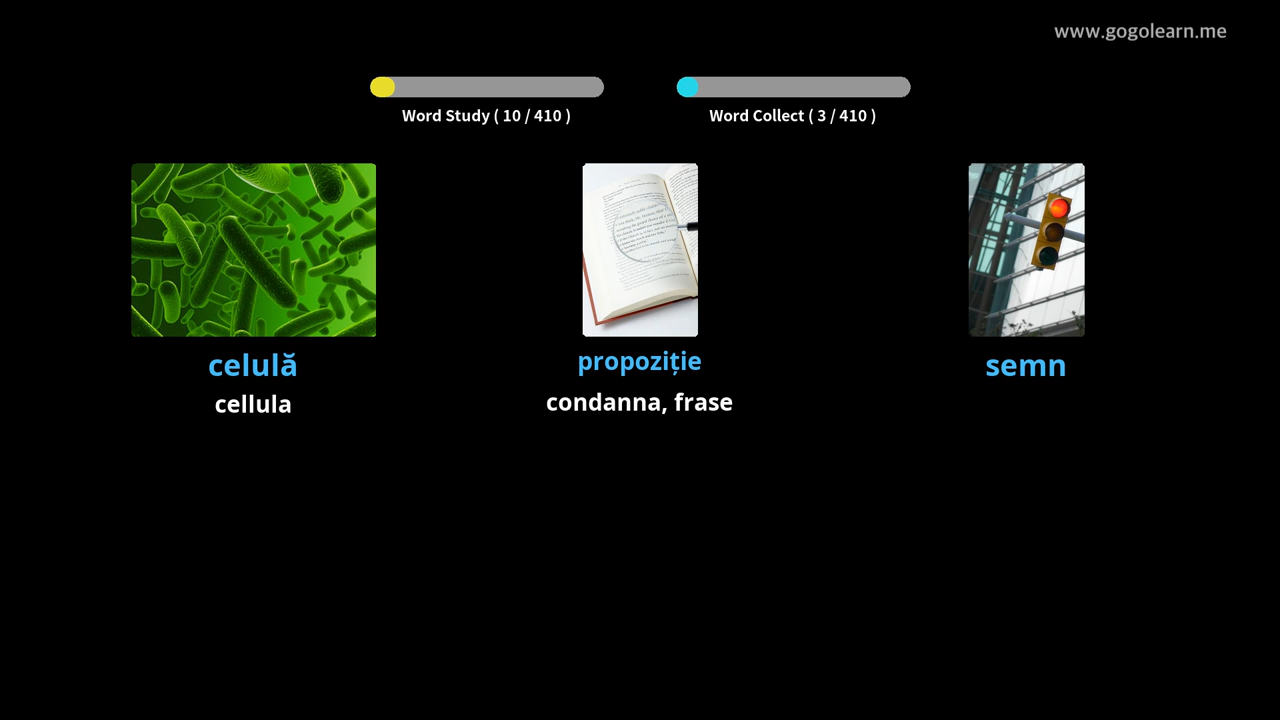 www.gogolearn.me
Word Study ( 10 / 410 )
Word Collect ( 3 / 410 )
celulă
propoziție
semn
cellula
condanna, frase